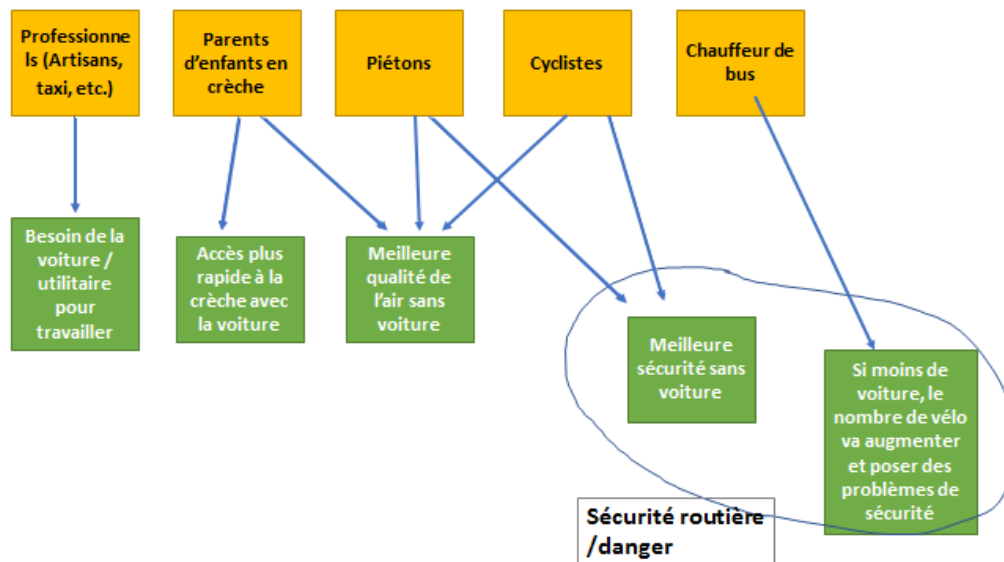 Professionne
ls (Artisans,
taxi, etc.)
Parents
d'enfants en
crèche
Piétons
Cyclistes
Chauffeur de
bus
Besoin de la
voiture /
utilitaire
pour
travailler
Accès plus
rapide à la
crèche avec
la voiture
Meilleure
qualité de
l'air sans
voiture
Meilleure
sécurité sans
voiture
Si moins de
voiture, le
nombre de vélo
va augmenter
et poser des
problèmes de
sécurité
Sécurité routière
/danger